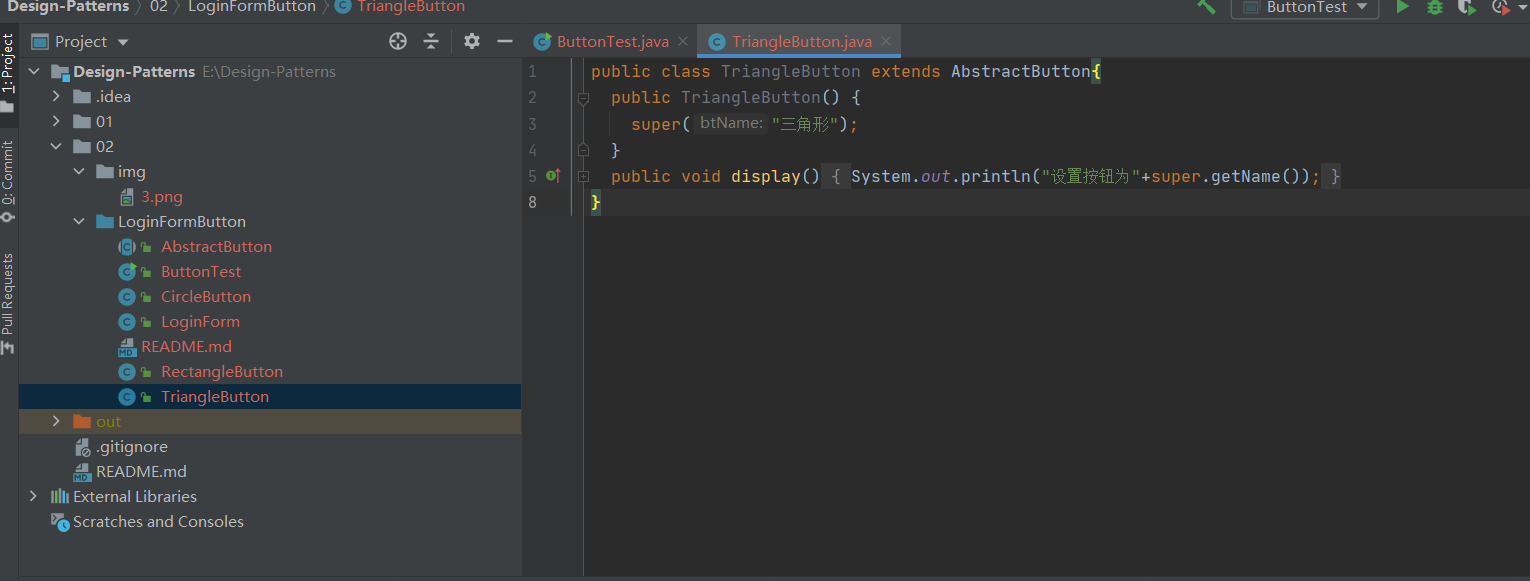 Design-Patterns 02 LoginFormButton TriangleButton
ButtonTest
1: Project
0: Commit
Pull Requests
Project
Design-Patterns E:\Design-Patterns
.idea
01
02
img
3.png
LoginFormButton
AbstractButton
ButtonTest
CircleButton
LoginForm
README.md
RectangleButton
TriangleButton
out
.gitignore
README.md
External Libraries
Scratches and Consoles
ButtonTest.java TriangleButton.java
1 public class TriangleButton extends AbstractButton{
2 public TriangleButton() {
3 super( btName: "三角形");
4 }
5 public void display() { System.out.println("设置按钮为"+super.getName()); }
8 }